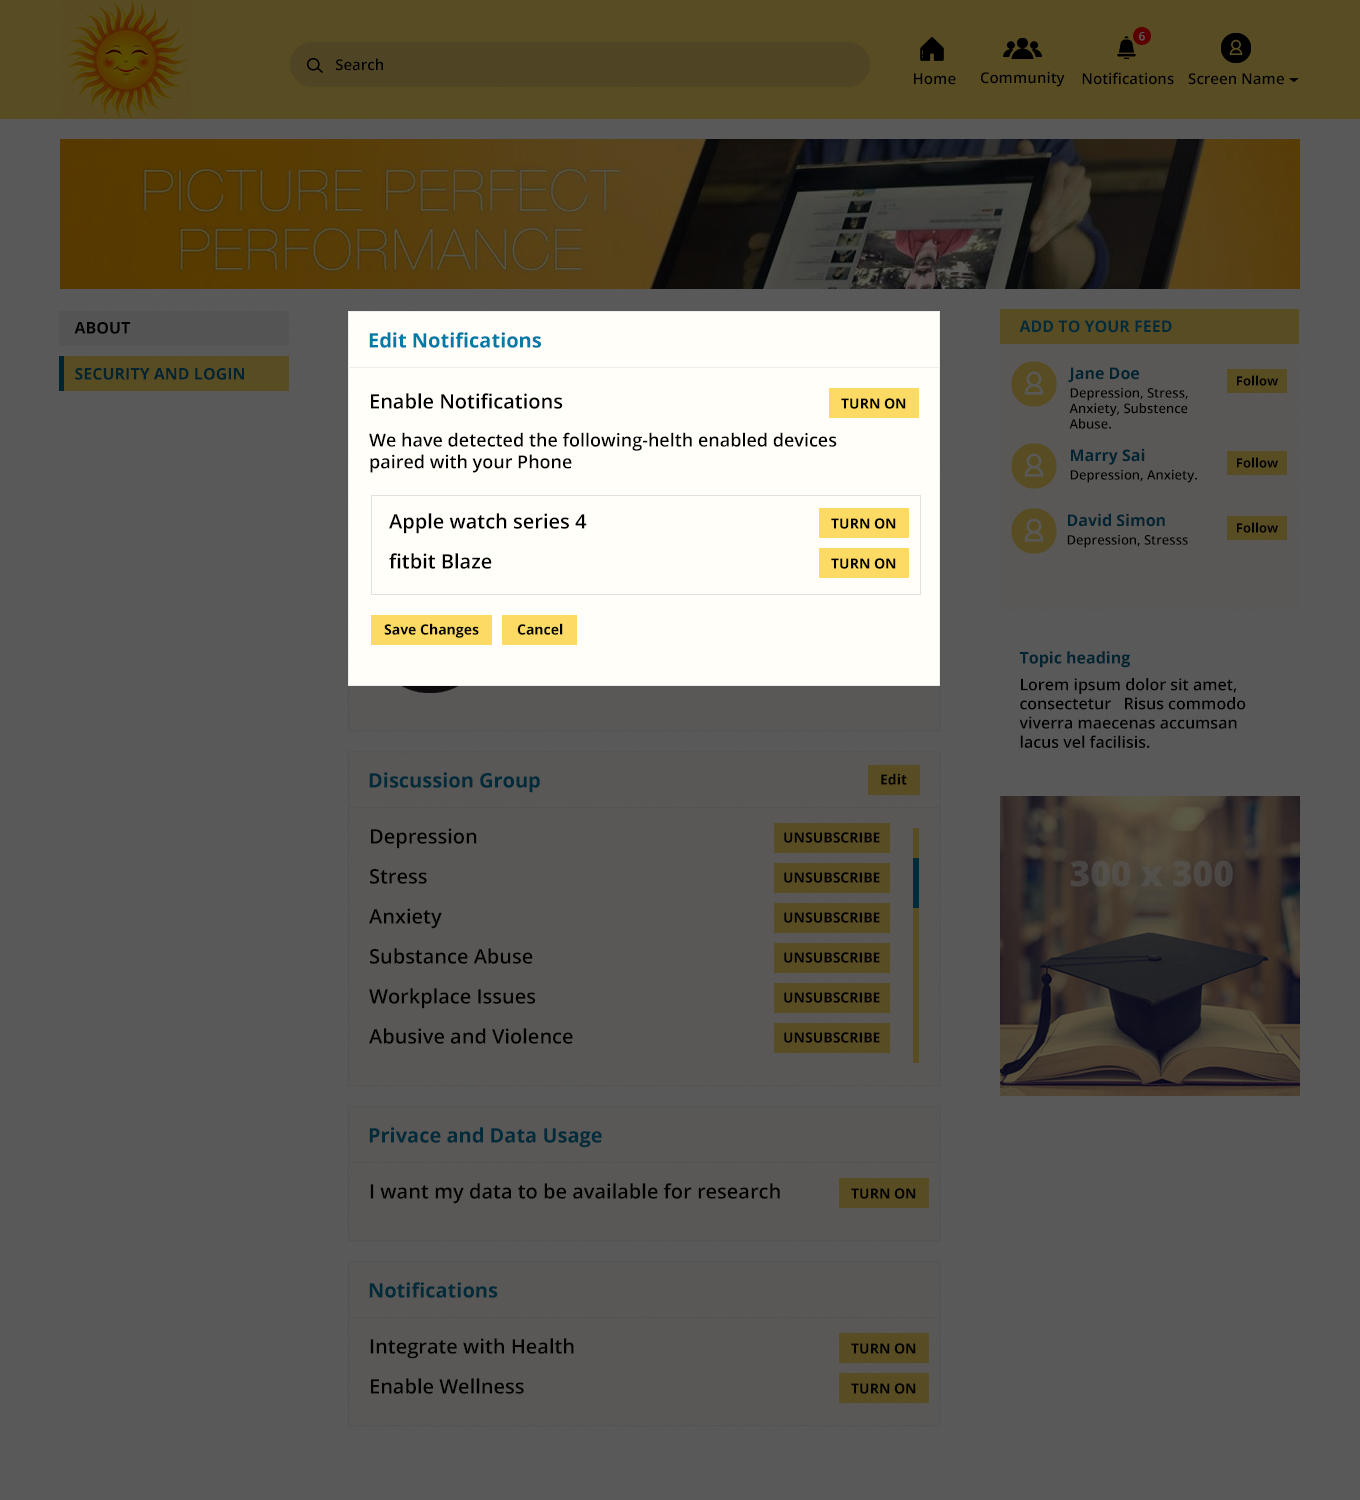 Search
Home
Community
6
Notifications
Screen Name
PICTURE PERFECT
PERFORMANCE
ABOUT
SECURITY AND LOGIN
Edit Notifications
Enable Notifications
TURN ON
We have detected the following-helth enabled devices
paired with your Phone
Apple watch series 4
TURN ON
fitbit Blaze
TURN ON
Save Changes
Cancel
Discussion Group
Edit
Depression
UNSUBSCRIBE
Stress
UNSUBSCRIBE
Anxiety
UNSUBSCRIBE
Substance Abuse
UNSUBSCRIBE
Workplace Issues
UNSUBSCRIBE
Abusive and Violence
UNSUBSCRIBE
Privace and Data Usage
I want my data to be available for research
TURN ON
Notifications
Integrate with Health
TURN ON
Enable Wellness
TURN ON
ADD TO YOUR FEED
Jane Doe
Depression, Stress,
Anxiety, Substence
Abuse.
Follow
Marry Sai
Depression, Anxiety.
Follow
David Simon
Depression, Stresss
Follow
Topic heading
Lorem ipsum dolor sit amet,
consectetur Risus commodo
viverra maecenas accumsan
lacus vel facilisis.
300 x 300